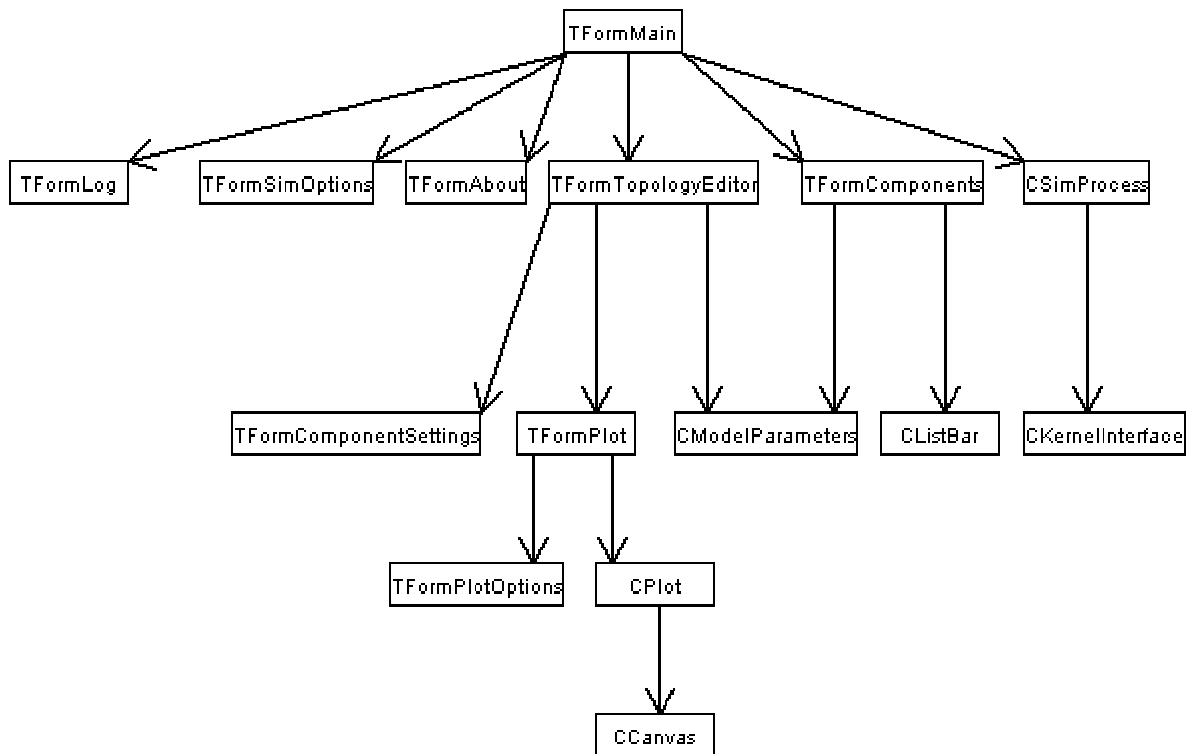 TFormMain
TFormLog
TFormSimOptions
TFormAbout
TFormTopologyEditor
TFormComponents
CSimProcess
TFormComponentSettings
TFormPlot
CModelParameters
CListBar
CKernelInterface
TFormPlotOptions
CPlot
CCanvas